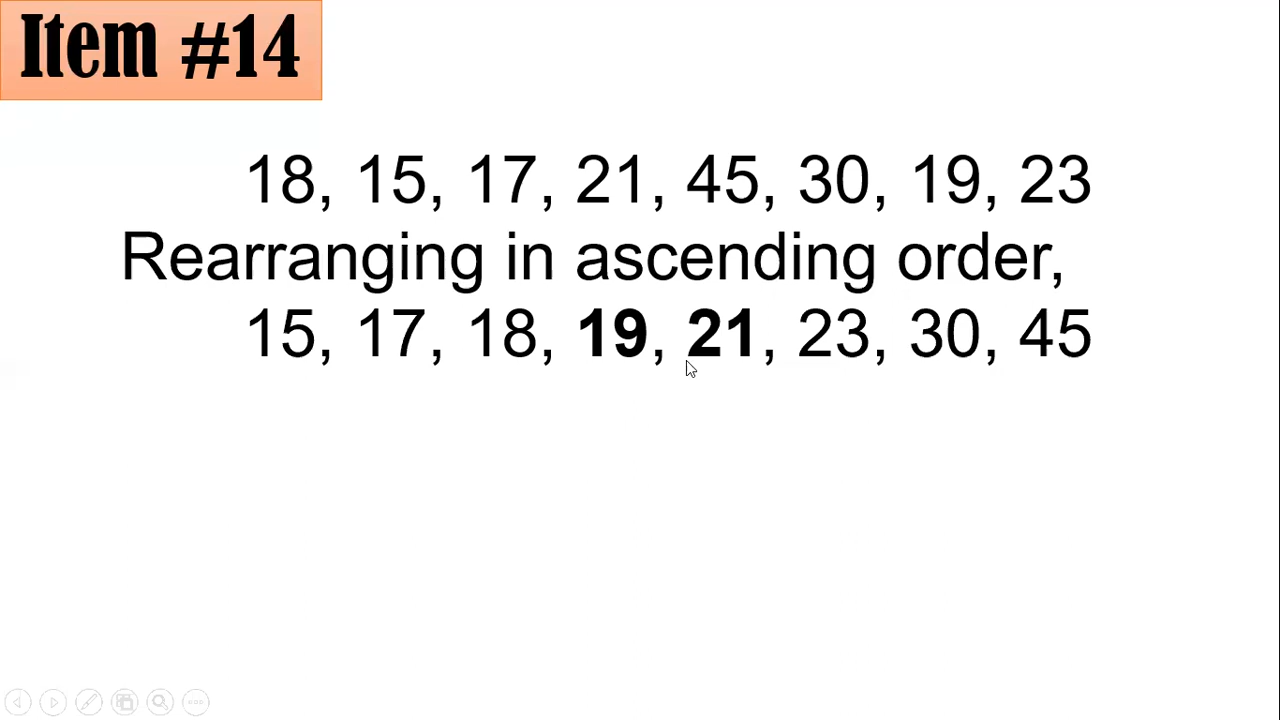 Item #14
18, 15, 17, 21, 45, 30, 19, 23
Rearranging in ascending order,
15, 17, 18, 19, 21, 23, 30, 45